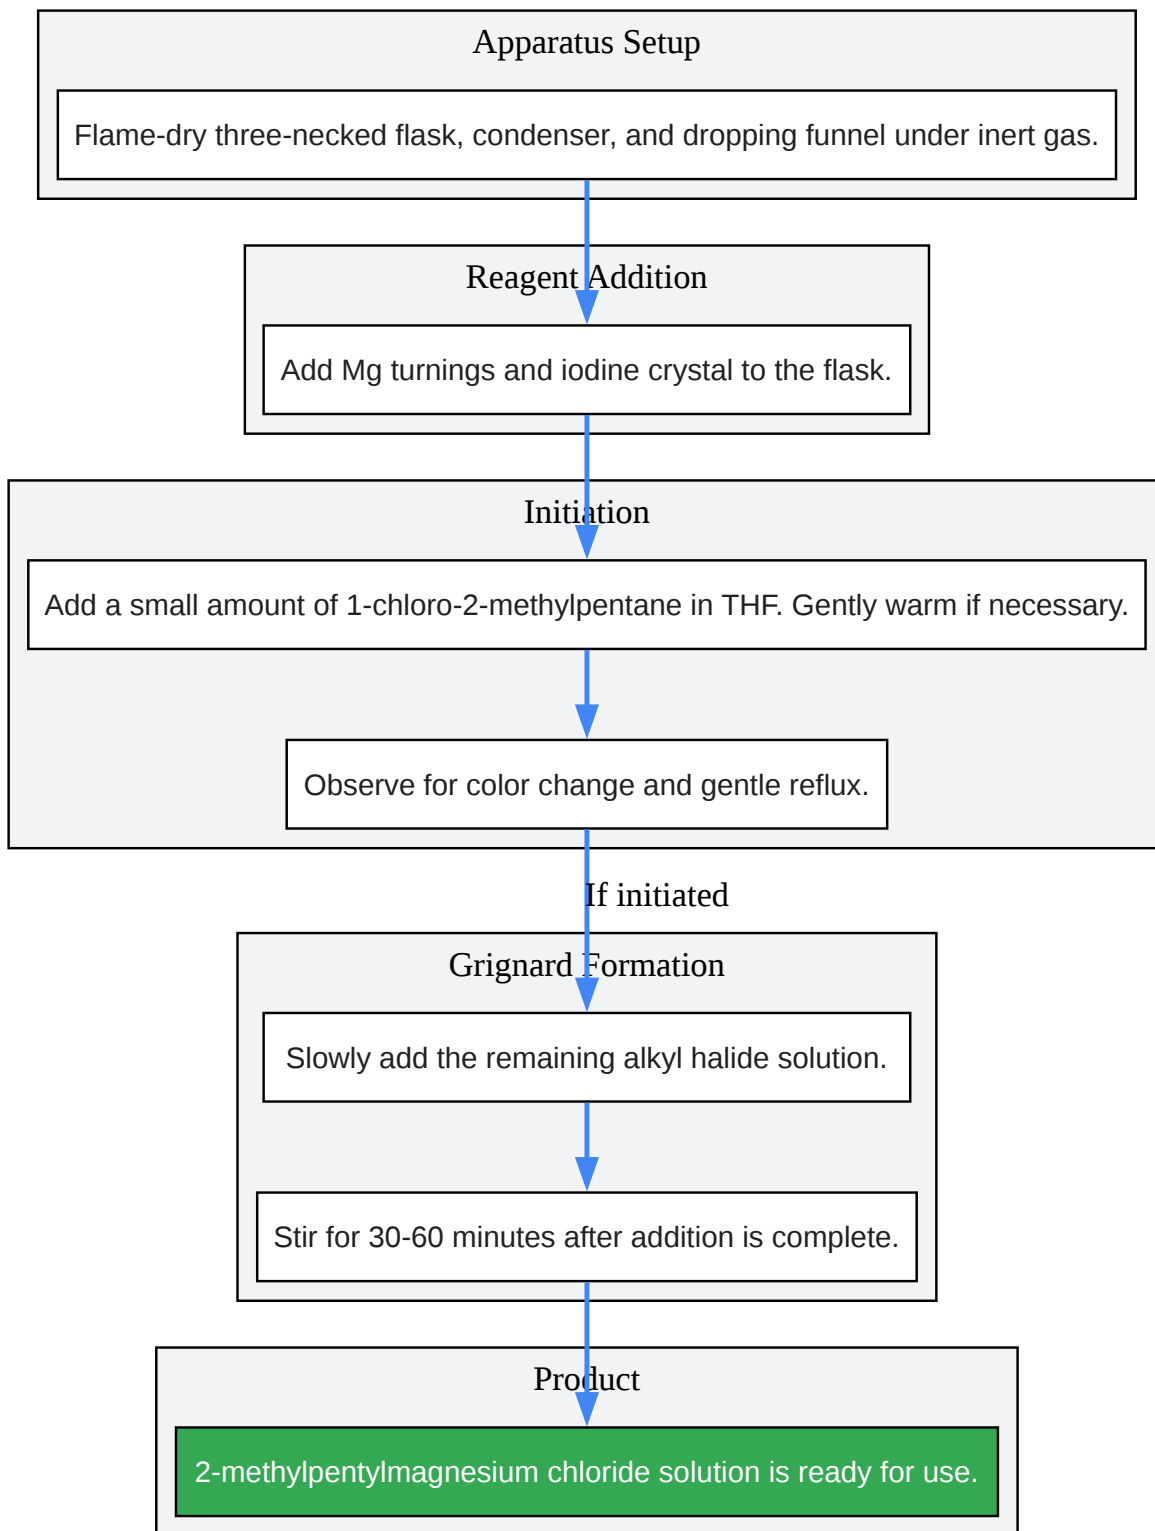 Apparatus Setup
Flame-dry three-necked flask, condenser, and dropping funnel under inert gas.
Reagent Addition
Add Mg turnings and iodine crystal to the flask.
Initiation
Add a small amount of 1-chloro-2-methylpentane in THF. Gently warm if necessary.
Observe for color change and gentle reflux.
If initiated
Grignard Formation
Slowly add the remaining alkyl halide solution.
Stir for 30-60 minutes after addition is complete.
Product
2-methylpentylmagnesium chloride solution is ready for use.